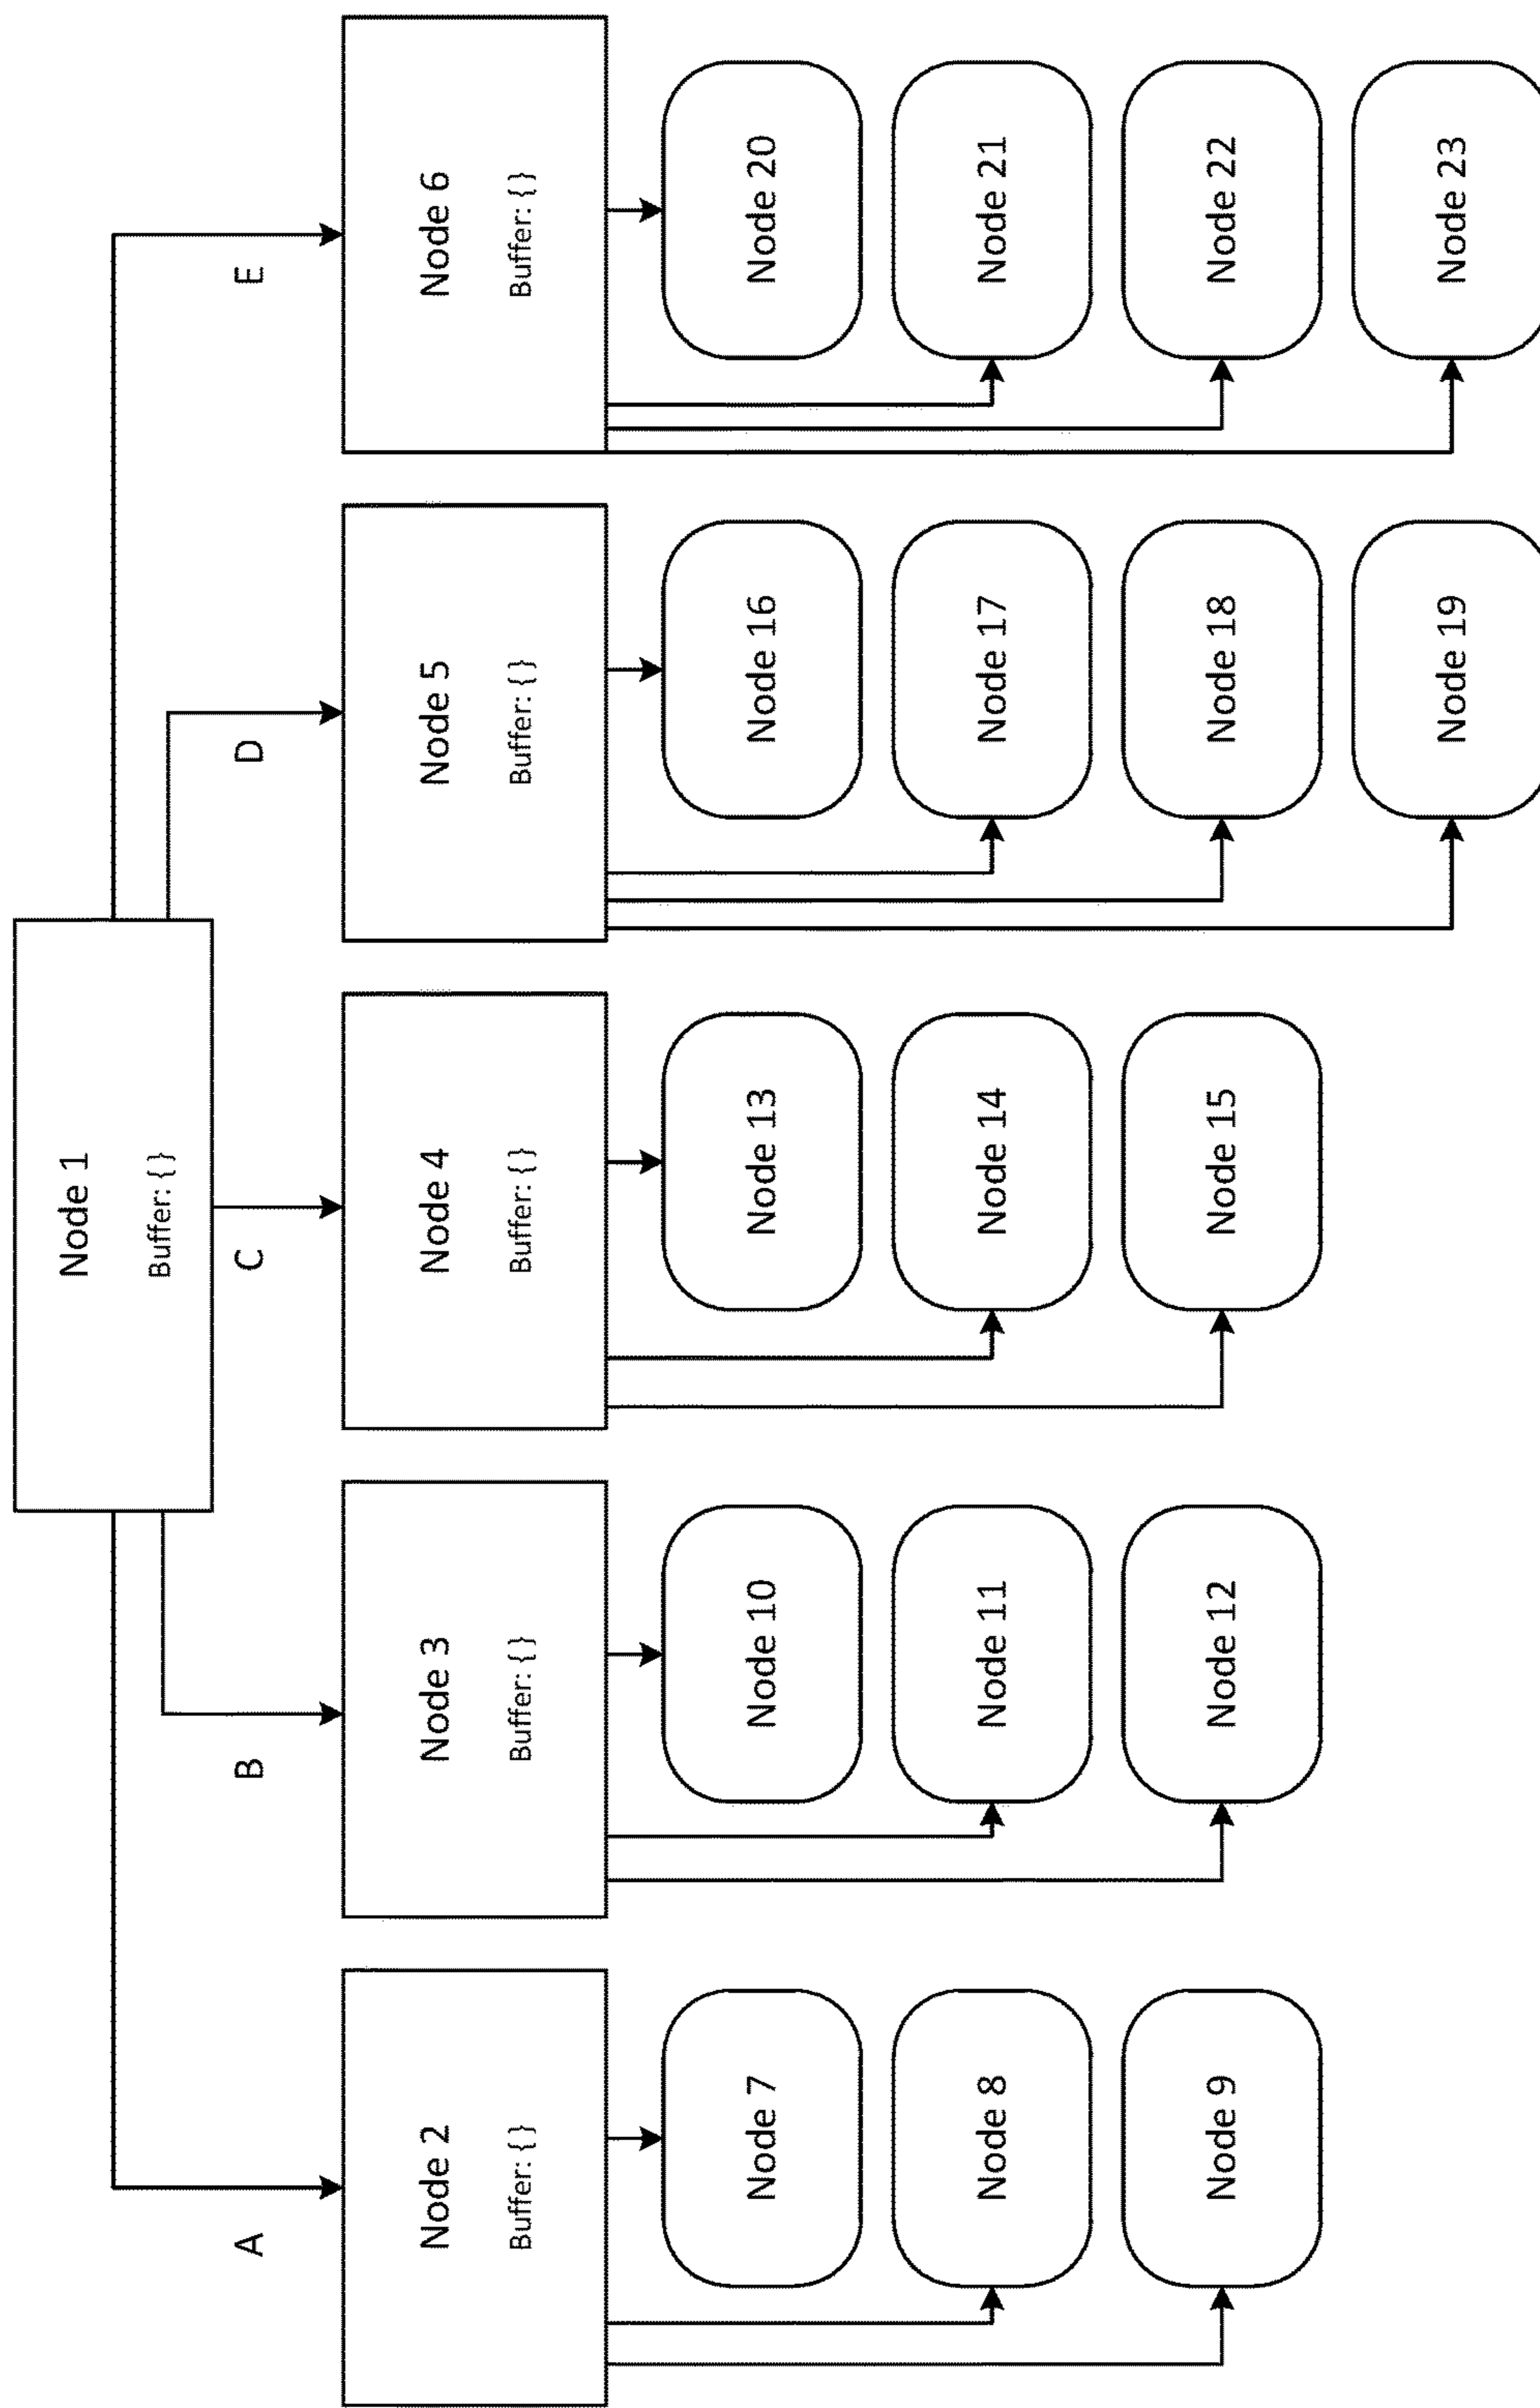 Node 1
Buffer: { }
A
B
C
D
E
Node 2
Buffer: { }
Node 3
Buffer: { }
Node 4
Buffer: { }
Node 5
Buffer: { }
Node 6
Buffer: { }
Node 7
Node 10
Node 13
Node 16
Node 20
Node 8
Node 11
Node 14
Node 17
Node 21
Node 9
Node 12
Node 15
Node 18
Node 22
Node 19
Node 23